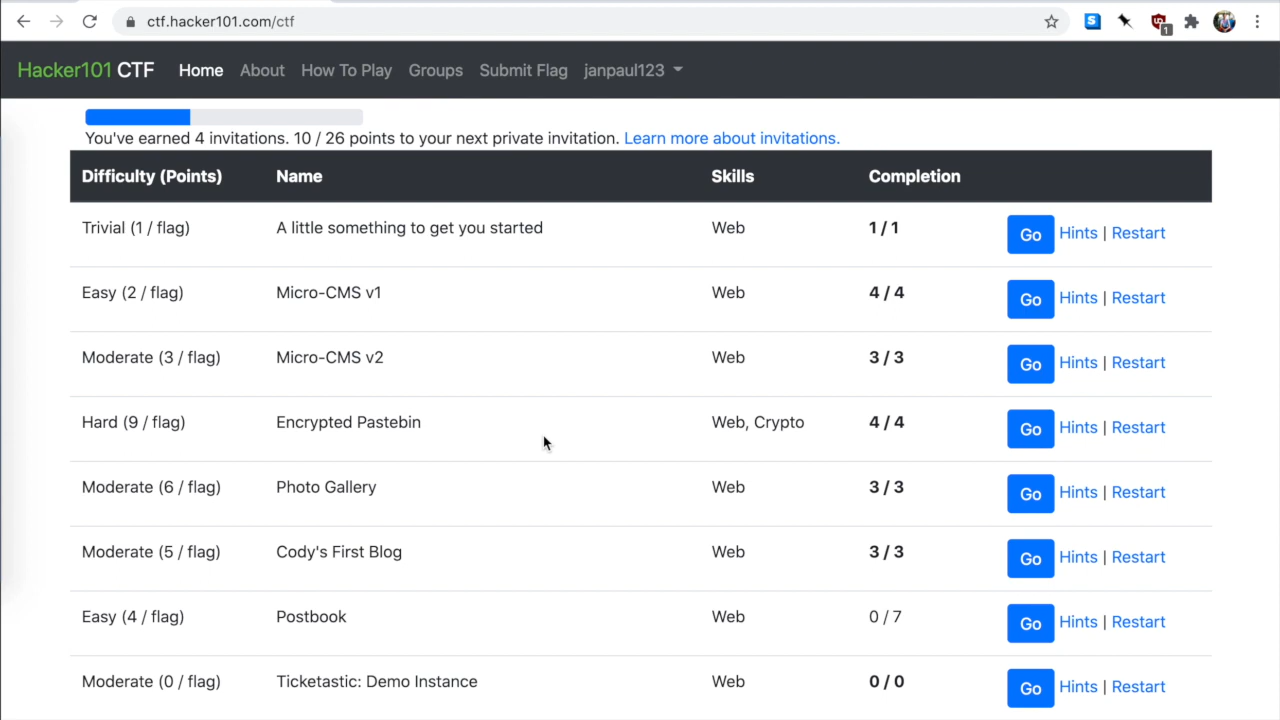 ctf.hacker101.com/ctf
1
Hacker101 CTF Home About How To Play Groups Submit Flag janpaul123
You've earned 4 invitations. 10 / 26 points to your next private invitation. Learn more about invitations.
Difficulty (Points) Name Skills Completion
Trivial (1 / flag) A little something to get you started Web 1 / 1 Go Hints | Restart
Easy (2 / flag) Micro-CMS v1 Web 4 / 4 Go Hints | Restart
Moderate (3 / flag) Micro-CMS v2 Web 3 / 3 Go Hints | Restart
Hard (9 / flag) Encrypted Pastebin Web, Crypto 4 / 4 Go Hints | Restart
Moderate (6 / flag) Photo Gallery Web 3 / 3 Go Hints | Restart
Moderate (5 / flag) Cody's First Blog Web 3 / 3 Go Hints | Restart
Easy (4 / flag) Postbook Web 0 / 7 Go Hints | Restart
Moderate (0 / flag) Ticketastic: Demo Instance Web 0 / 0 Go Hints | Restart